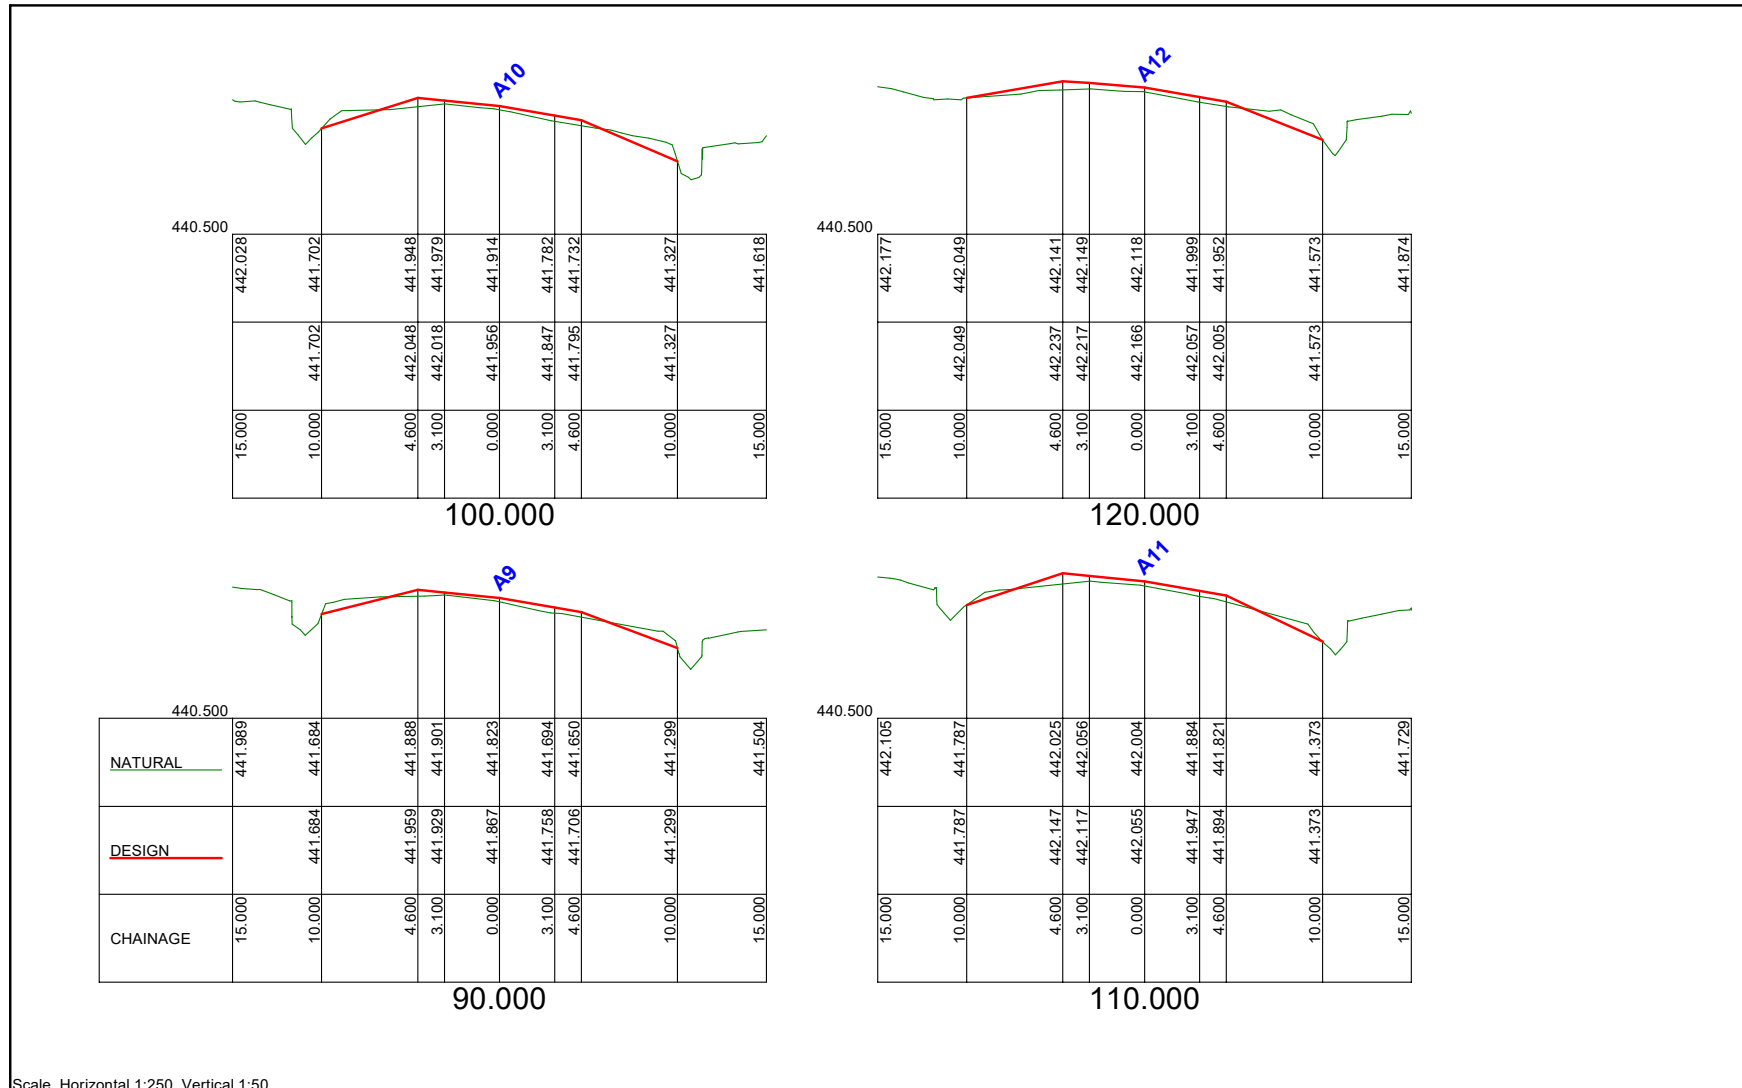 A10
440.500
442.028 441.702 441.948 441.979 441.914 441.782 441.732 441.327 441.618
441.702 442.048 442.018 441.956 441.847 441.795 441.327
15.000 10.000 4.600 3.100 0.000 3.100 4.600 10.000 15.000
100.000
A12
440.500
442.177 442.049 442.141 442.149 442.118 441.999 441.952 441.573 441.874
442.049 442.237 442.217 442.166 442.057 442.005 441.573
15.000 10.000 4.600 3.100 0.000 3.100 4.600 10.000 15.000
120.000
A9
440.500
NATURAL 441.989 441.684 441.888 441.901 441.823 441.694 441.650 441.299 441.504
DESIGN 441.684 441.959 441.929 441.867 441.758 441.706 441.299
CHAINAGE 15.000 10.000 4.600 3.100 0.000 3.100 4.600 10.000 15.000
90.000
A11
440.500
442.105 441.787 442.025 442.056 442.004 441.884 441.821 441.373 441.729
441.787 442.147 442.117 442.055 441.947 441.894 441.373
15.000 10.000 4.600 3.100 0.000 3.100 4.600 10.000 15.000
110.000
Scale, Horizontal 1:250, Vertical 1:50